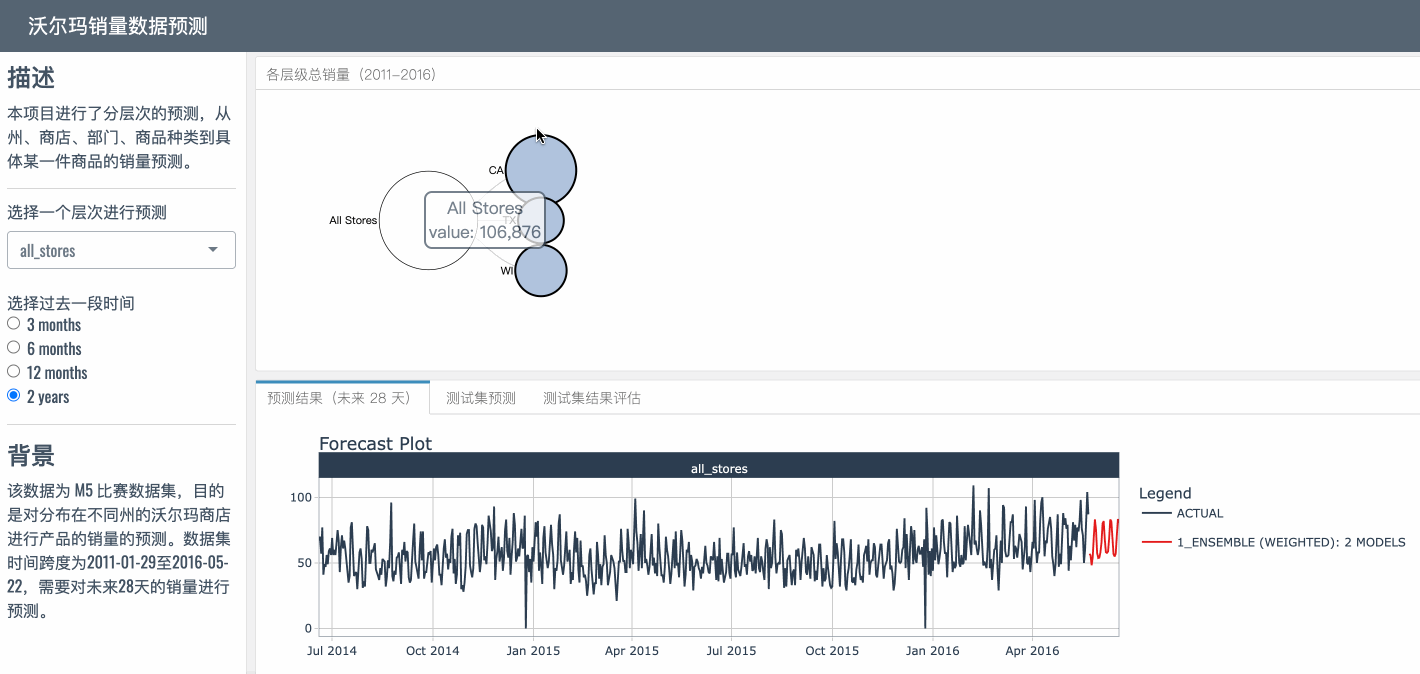 沃尔玛销量数据预测
描述
本项目进行了分层次的预测，从
州、商店、部门、商品种类到具
体某一件商品的销量预测。
选择一个层次进行预测
all_stores
选择过去一段时间
3 months
6 months
12 months
2 years
背景
该数据为 M5 比赛数据集，目的
是对分布在不同州的沃尔玛商店
进行产品的销量的预测。数据集
时间跨度为2011-01-29至2016-05-
22，需要对未来28天的销量进行
预测。
各层级总销量（2011-2016）
CA
All Stores
TX
WI
All Stores
value: 106,876
预测结果（未来 28 天）
测试集预测
测试集结果评估
Forecast Plot
all_stores
100
50
0
Jul 2014
Oct 2014
Jan 2015
Apr 2015
Jul 2015
Oct 2015
Jan 2016
Apr 2016
Legend
ACTUAL
1_ENSEMBLE (WEIGHTED): 2 MODELS